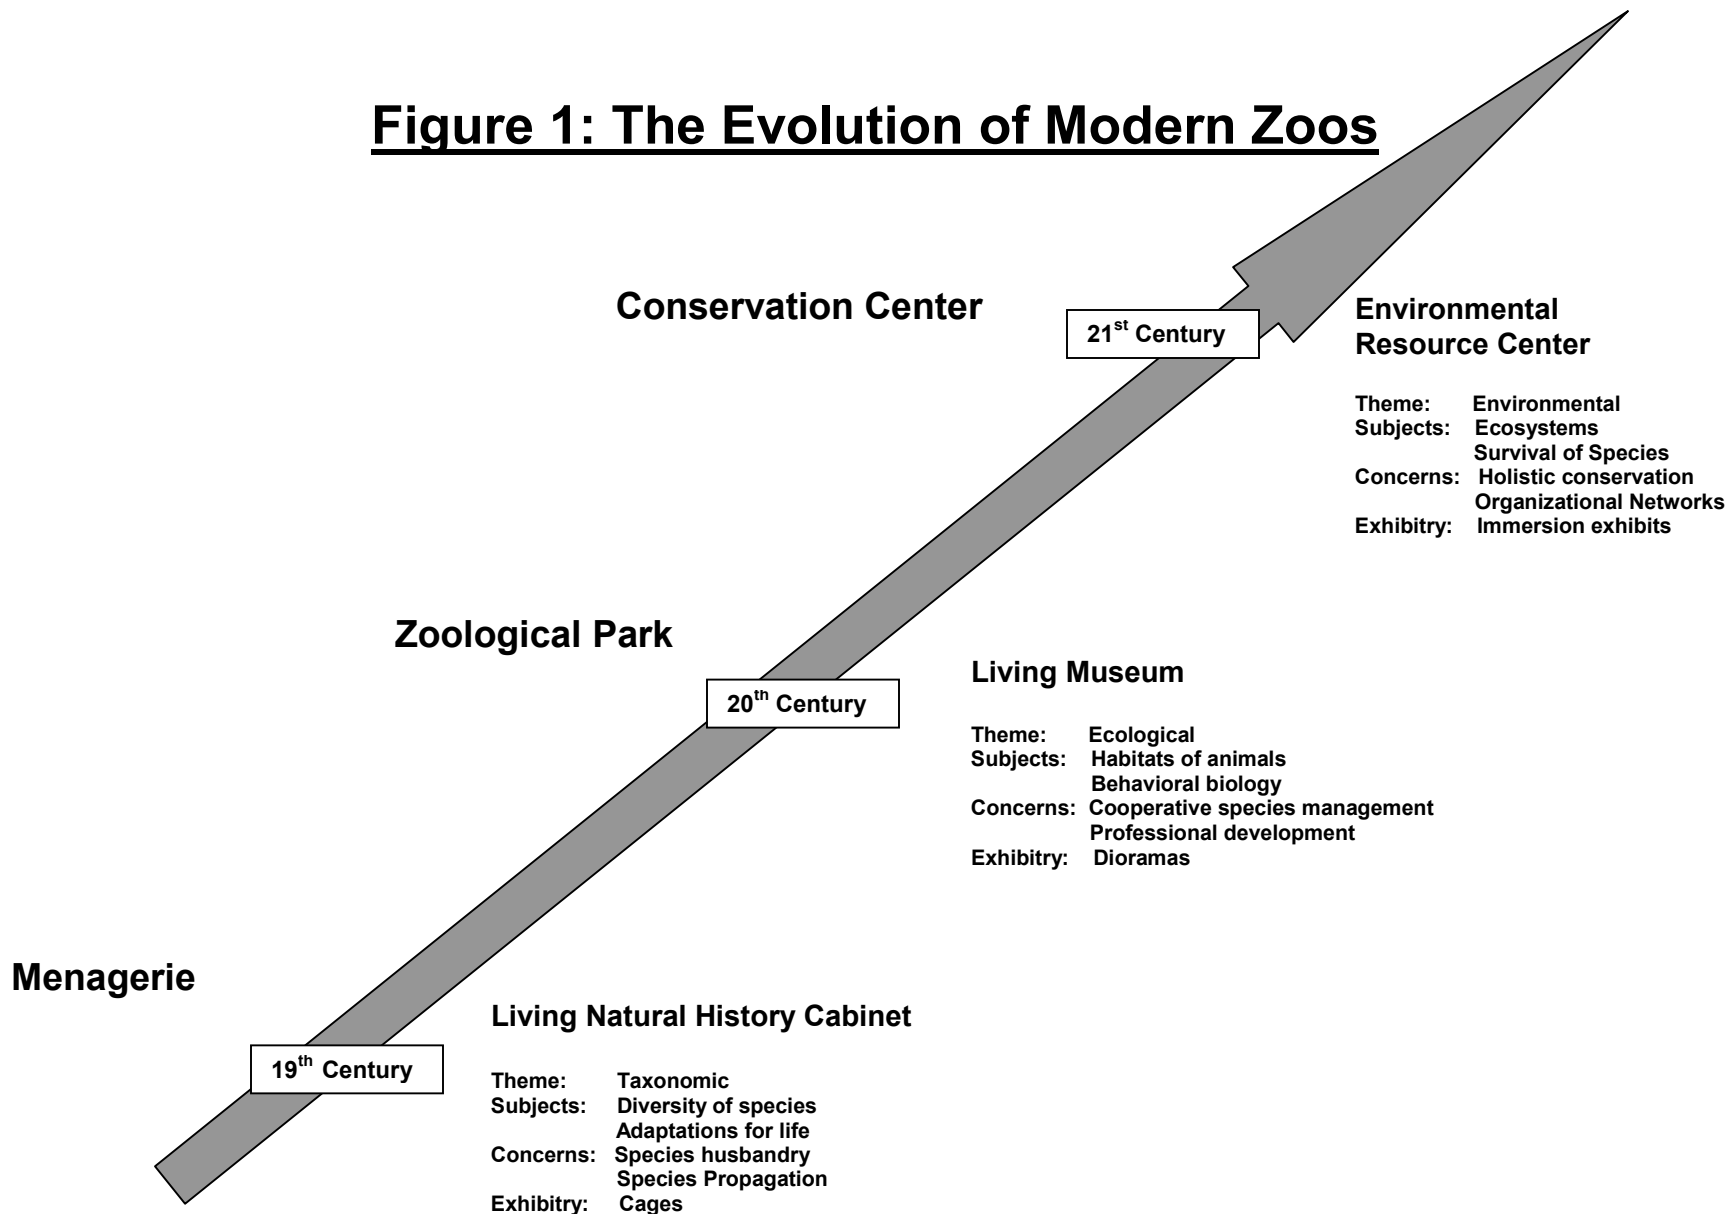 Figure 1: The Evolution of Modern Zoos
Conservation Center
21st Century
Environmental
Resource Center
Theme: Environmental
Subjects: Ecosystems
Survival of Species
Concerns: Holistic conservation
Organizational Networks
Exhibitry: Immersion exhibits
Zoological Park
20th Century
Living Museum
Theme: Ecological
Subjects: Habitats of animals
Behavioral biology
Concerns: Cooperative species management
Professional development
Exhibitry: Dioramas
Menagerie
19th Century
Living Natural History Cabinet
Theme: Taxonomic
Subjects: Diversity of species
Adaptations for life
Concerns: Species husbandry
Species Propagation
Exhibitry: Cages